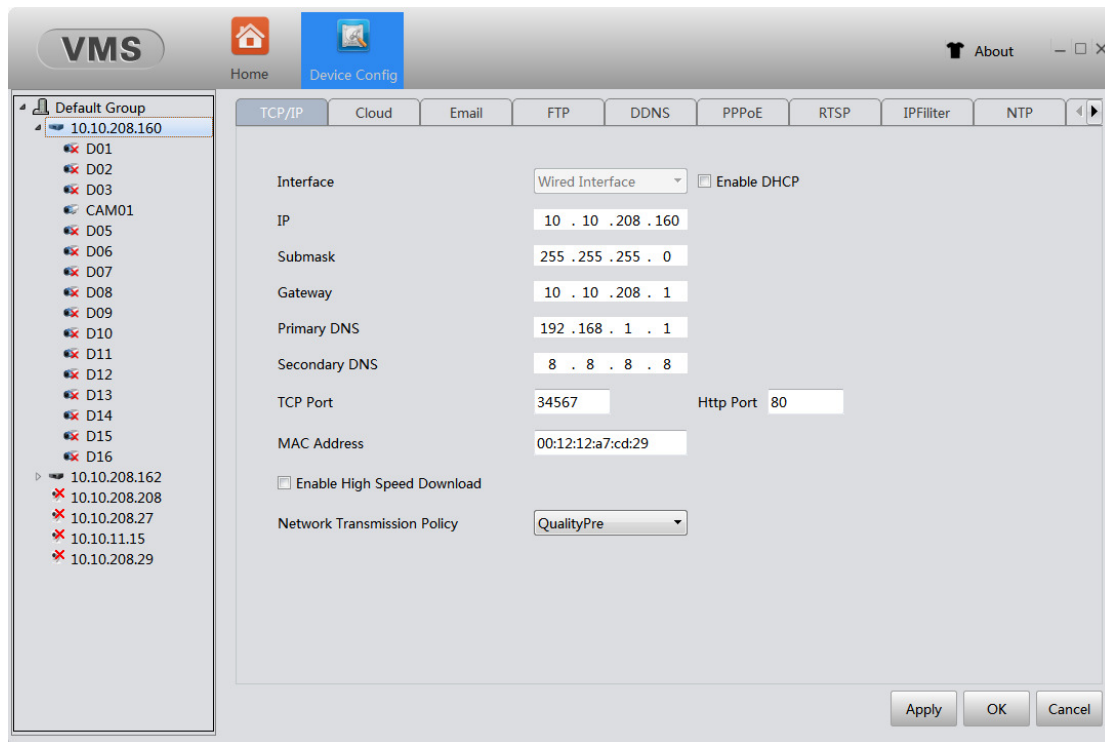 VMS
Home
Device Config
About
Default Group
10.10.208.160
D01
D02
D03
CAM01
D05
D06
D07
D08
D09
D10
D11
D12
D13
D14
D15
D16
10.10.208.162
10.10.208.208
10.10.208.27
10.10.11.15
10.10.208.29
TCP/IP Cloud Email FTP DDNS PPPoE RTSP IPFiliter NTP
Interface Wired Interface Enable DHCP
IP 10 . 10 . 208 . 160
Submask 255 . 255 . 255 . 0
Gateway 10 . 10 . 208 . 1
Primary DNS 192 . 168 . 1 . 1
Secondary DNS 8 . 8 . 8 . 8
TCP Port 34567 Http Port 80
MAC Address 00:12:12:a7:cd:29
Enable High Speed Download
Network Transmission Policy QualityPre
Apply OK Cancel